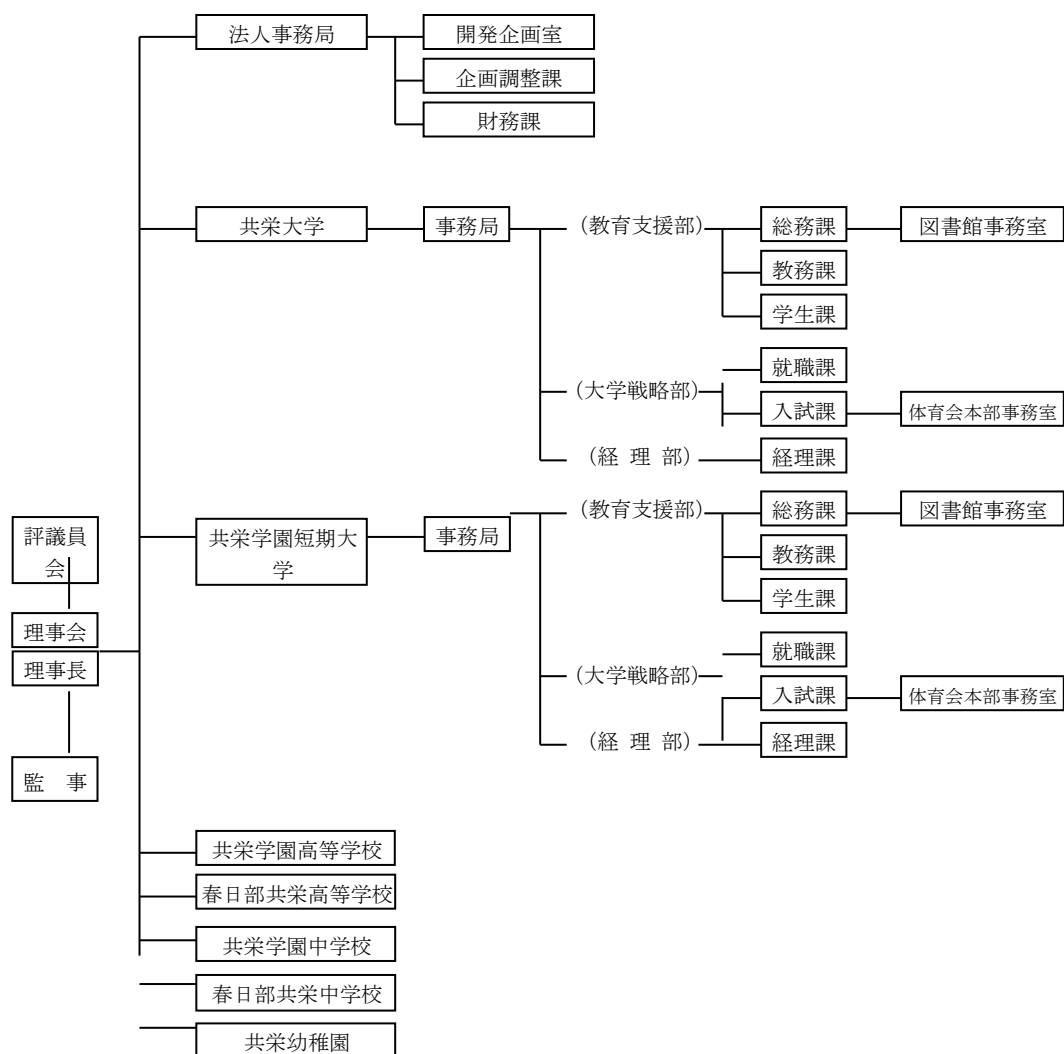 法人事務局
開発企画室
企画調整課
財務課
共栄大学
事務局
（教育支援部）
総務課
図書館事務室
教務課
学生課
就職課
（大学戦略部）
入試課
体育会本部事務室
（経 理 部）
経理課
評議員
会
理事会
理事長
監　事
共栄学園短期大
学
事務局
（教育支援部）
総務課
図書館事務室
教務課
学生課
就職課
（大学戦略部）
入試課
体育会本部事務室
（経 理 部）
経理課
共栄学園高等学校
春日部共栄高等学校
共栄学園中学校
春日部共栄中学校
共栄幼稚園